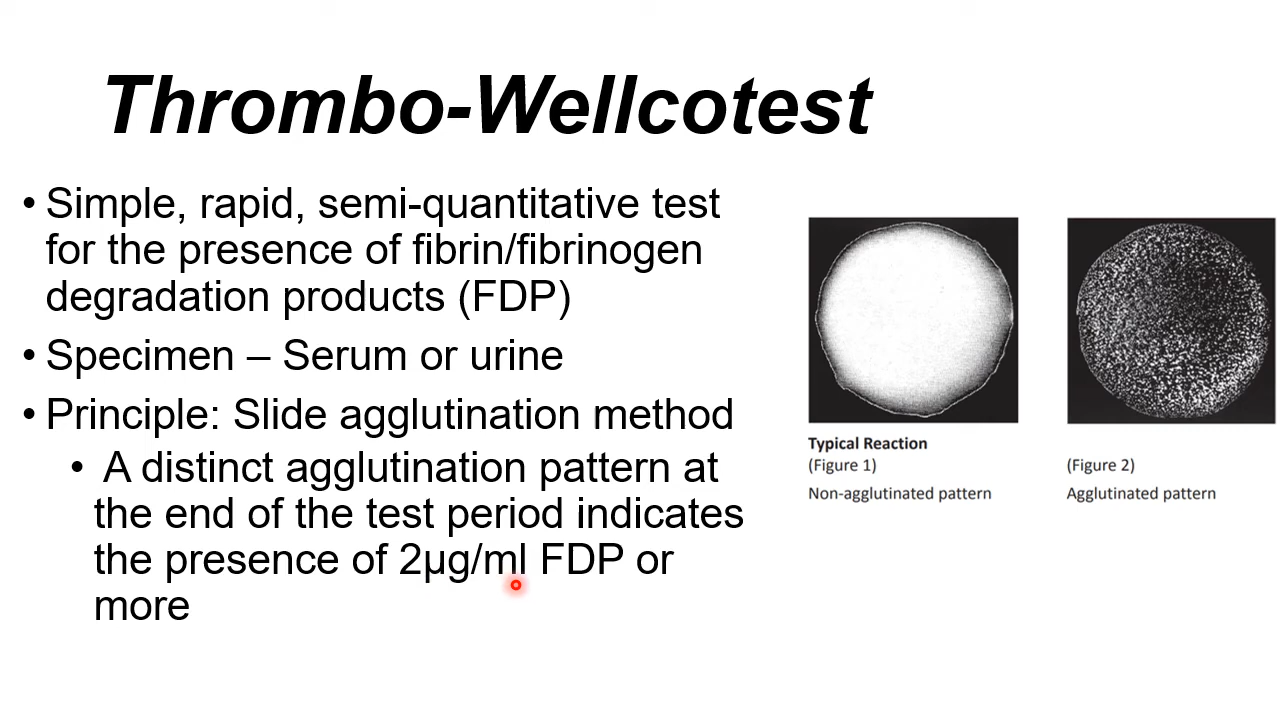 Thrombo-Wellcotest
• Simple, rapid, semi-quantitative test
for the presence of fibrin/fibrinogen
degradation products (FDP)
• Specimen – Serum or urine
• Principle: Slide agglutination method
• A distinct agglutination pattern at
the end of the test period indicates
the presence of 2µg/ml FDP or
more
Typical Reaction
(Figure 1)
Non-agglutinated pattern
(Figure 2)
Agglutinated pattern